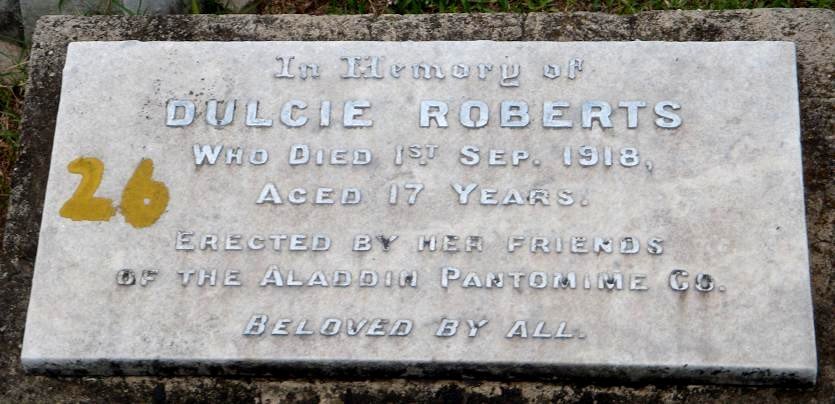 In Memory of
DULCIE ROBERTS
WHO DIED 1ST SEP. 1918,
AGED 17 YEARS.
26
ERECTED BY HER FRIENDS
OF THE ALADDIN PANTOMIME CO.
BELOVED BY ALL.